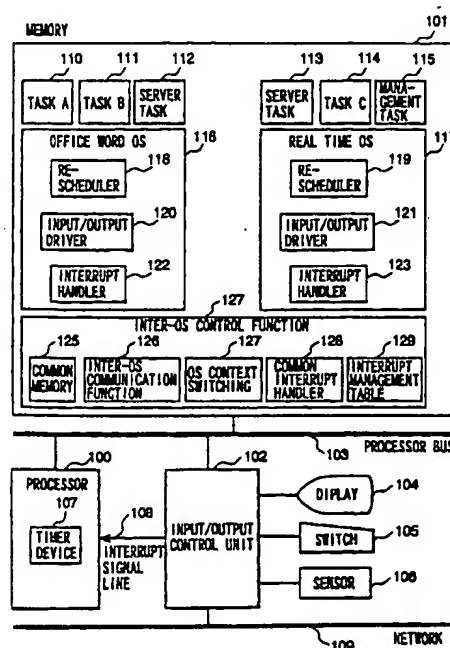 MEMORY
101
110
111
112
113
114
115
TASK A
TASK B
SERVER
TASK
SERVER
TASK
TASK C
MANA-
GEMENT
TASK
OFFICE WORD OS
116
REAL TIME OS
RE-
SCHEDULER
118
RE-
SCHEDULER
119
INPUT/OUTPUT
DRIVER
120
INPUT/OUTPUT
DRIVER
121
INTERRUPT
HANDLER
122
INTERRUPT
HANDLER
123
127
INTER-OS CONTROL FUNCTION
125
126
127
128
129
COMMON
MEMORY
INTER-OS
COMMUNICATION
FUNCTION
OS CONTEXT
SWITCHING
COMMON
INTERRUPT
HANDLER
INTERRUPT
MANAGEMENT
TABLE
103
PROCESSOR BUS
100
102
PROCESSOR
107
TIMER
DEVICE
108
INTERRUPT
SIGNAL
LINE
INPUT/OUTPUT
CONTROL UNIT
DIPLAY
104
SWITCH
105
SENSOR
106
109
NETWORK